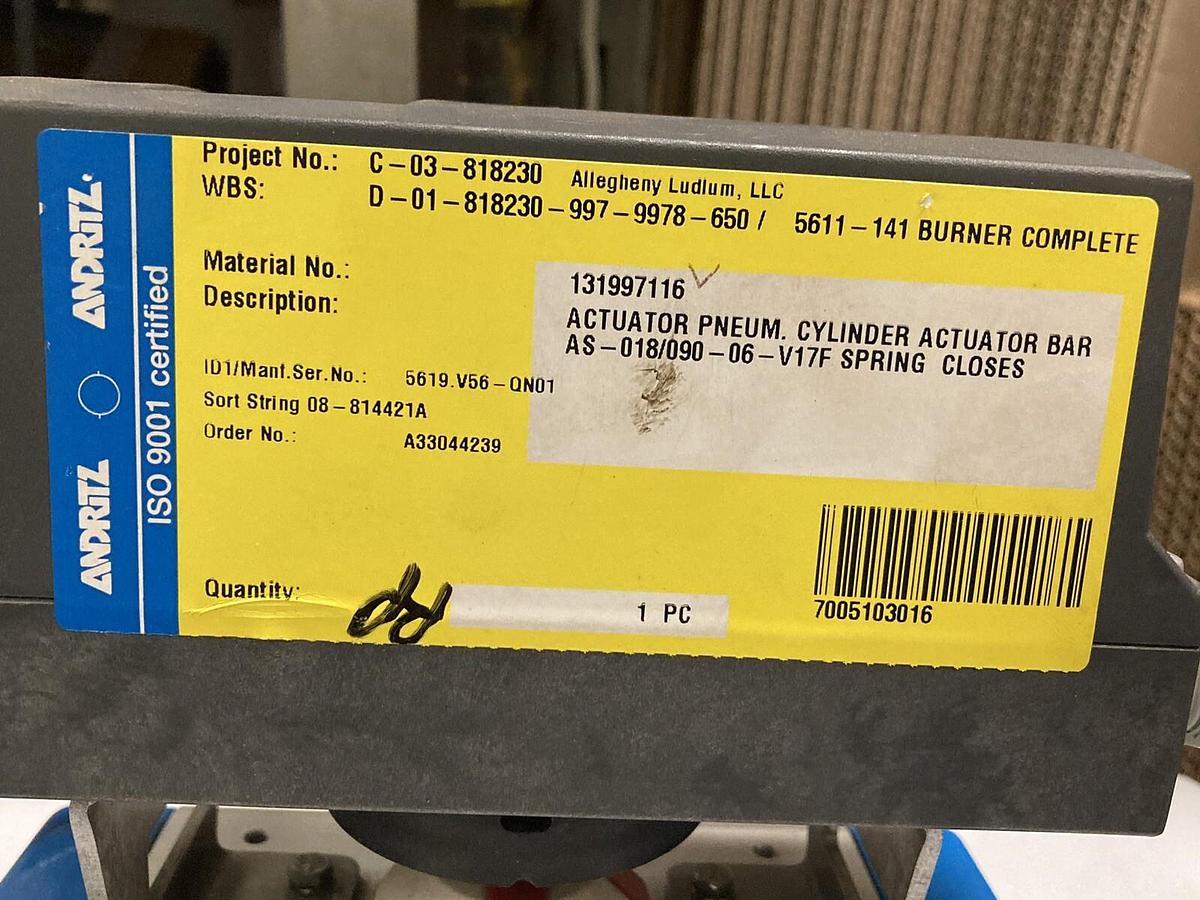 ANDRITZ
ANDRITZ
ISO 9001 certified
Project No.: C-03-818230 Allegheny Ludlum, LLC
WBS: D-01-818230-997-9978-650 / 5611-141 BURNER COMPLETE
Material No.: 131997116
Description: ACTUATOR PNEUM. CYLINDER ACTUATOR BAR
AS-018/090-06-V17F SPRING CLOSES
ID1/Manf.Ser.No.: 5619.V56-QN01
Sort String 08-814421A
Order No.: A33044239
Quantity: 1 PC
7005103016